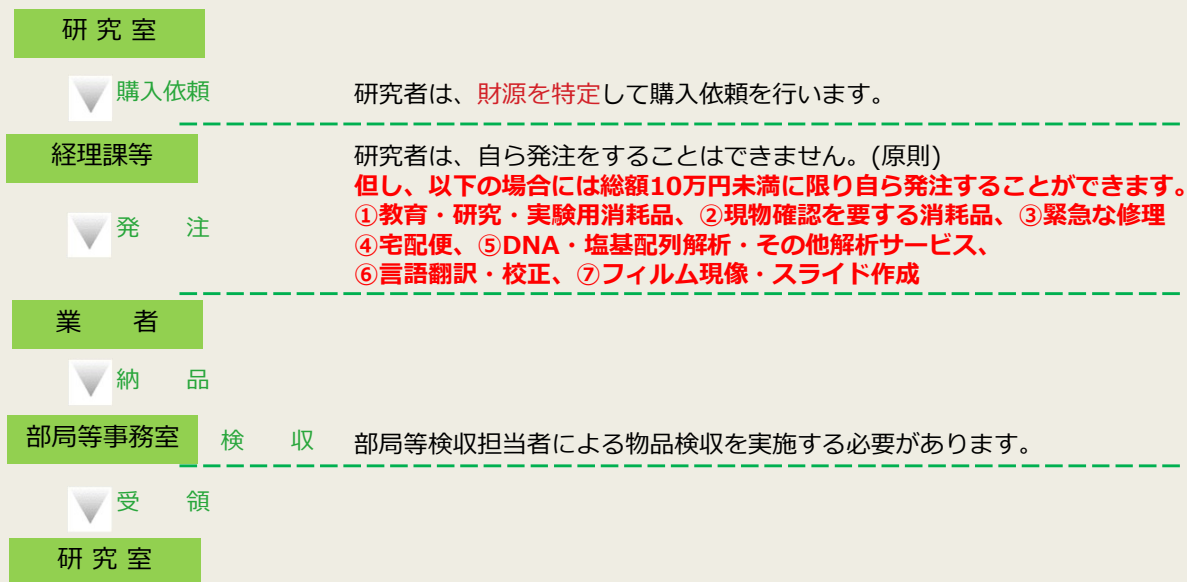 研 究 室
購入依頼
研究者は、財源を特定して購入依頼を行います。
経理課等
研究者は、自ら発注をすることはできません。(原則)
但し、以下の場合には総額10万円未満に限り自ら発注することができます。
①教育・研究・実験用消耗品、②現物確認を要する消耗品、③緊急な修理
④宅配便、⑤DNA・塩基配列解析・その他解析サービス、
⑥言語翻訳・校正、⑦フィルム現像・スライド作成
発　　注
業　　者
納　　品
部局等事務室
検　　収
部局等検収担当者による物品検収を実施する必要があります。
受　　領
研 究 室